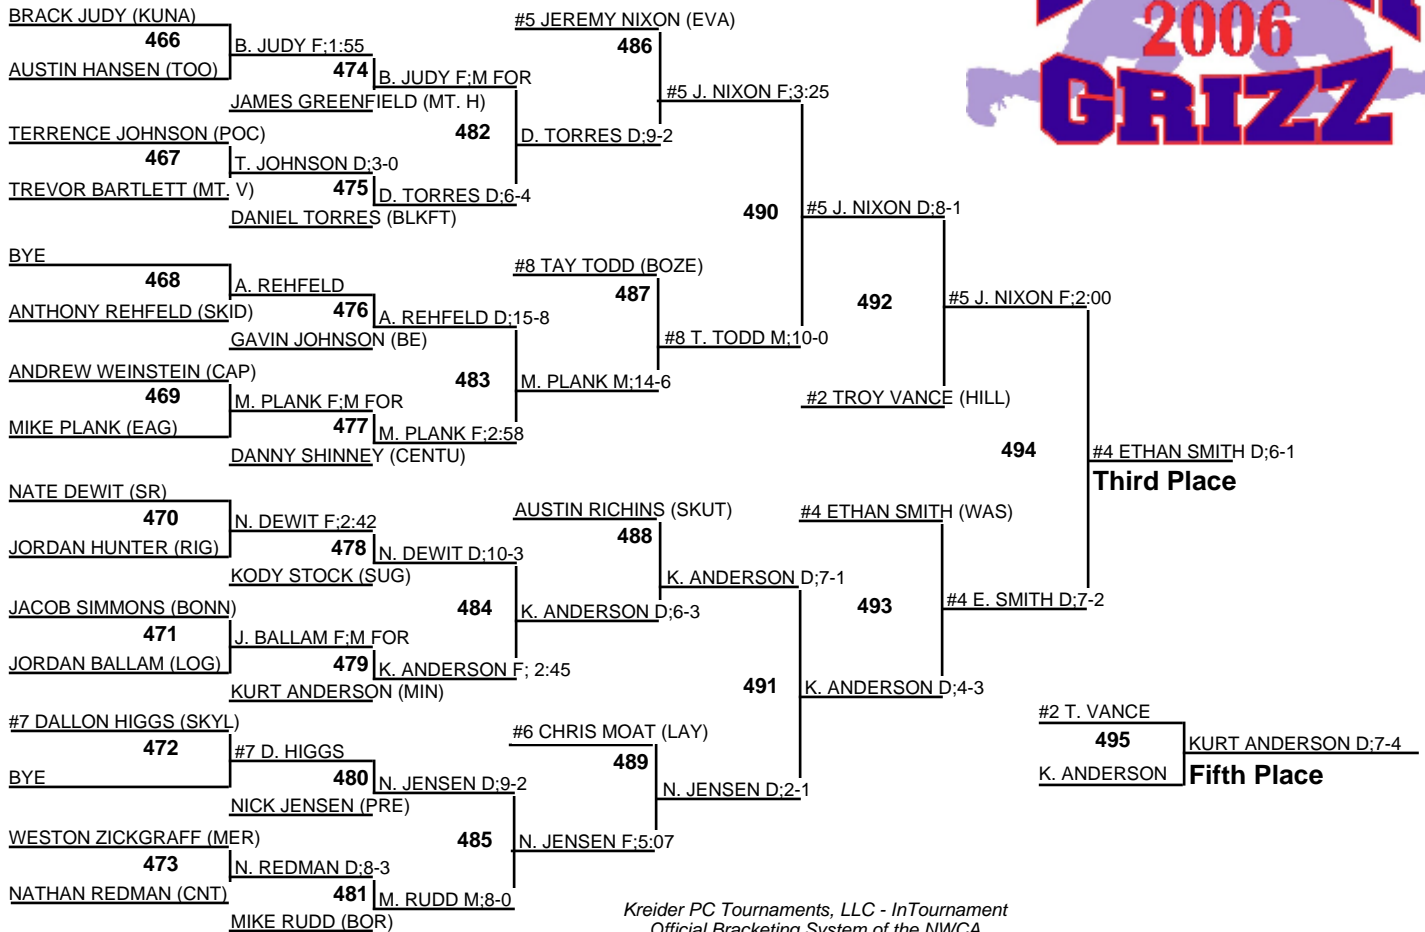 BRACK JUDY (KUNA)
466
AUSTIN HANSEN (TOO)
B. JUDY F;1:55
474
JAMES GREENFIELD (MT. H)
B. JUDY F;M FOR
TERRENCE JOHNSON (POC)
467
TREVOR BARTLETT (MT. V)
T. JOHNSON D;3-0
475
DANIEL TORRES (BLKFT)
D. TORRES D;6-4
482
D. TORRES D;9-2
#5 JEREMY NIXON (EVA)
486
#5 J. NIXON F;3:25
BYE
468
ANTHONY REHFELD (SKID)
A. REHFELD
476
GAVIN JOHNSON (BE)
A. REHFELD D;15-8
ANDREW WEINSTEIN (CAP)
469
MIKE PLANK (EAG)
M. PLANK F;M FOR
477
DANNY SHINNEY (CENTU)
M. PLANK F;2:58
483
M. PLANK M;14-6
#8 TAY TODD (BOZE)
487
#8 T. TODD M;10-0
490
#5 J. NIXON D;8-1
492
#2 TROY VANCE (HILL)
#5 J. NIXON F;2:00
NATE DEWIT (SR)
470
JORDAN HUNTER (RIG)
N. DEWIT F;2:42
478
KODY STOCK (SUG)
N. DEWIT D;10-3
JACOB SIMMONS (BONN)
471
JORDAN BALLAM (LOG)
J. BALLAM F;M FOR
479
KURT ANDERSON (MIN)
K. ANDERSON F; 2:45
484
K. ANDERSON D;6-3
AUSTIN RICHINS (SKUT)
488
K. ANDERSON D;7-1
#7 DALLON HIGGS (SKYL)
472
BYE
#7 D. HIGGS
480
NICK JENSEN (PRE)
N. JENSEN D;9-2
WESTON ZICKGRAFF (MER)
473
NATHAN REDMAN (CNT)
N. REDMAN D;8-3
481
MIKE RUDD (BOR)
M. RUDD M;8-0
485
N. JENSEN F;5:07
#6 CHRIS MOAT (LAY)
489
N. JENSEN D;2-1
491
K. ANDERSON D;4-3
#4 ETHAN SMITH (WAS)
493
#4 E. SMITH D;7-2
494
#4 ETHAN SMITH D;6-1
Third Place
#2 T. VANCE
495
K. ANDERSON
KURT ANDERSON D;7-4
Fifth Place
2006
GRIZZ
Kreider PC Tournaments, LLC - InTournament
Official Bracketing System of the NWCA